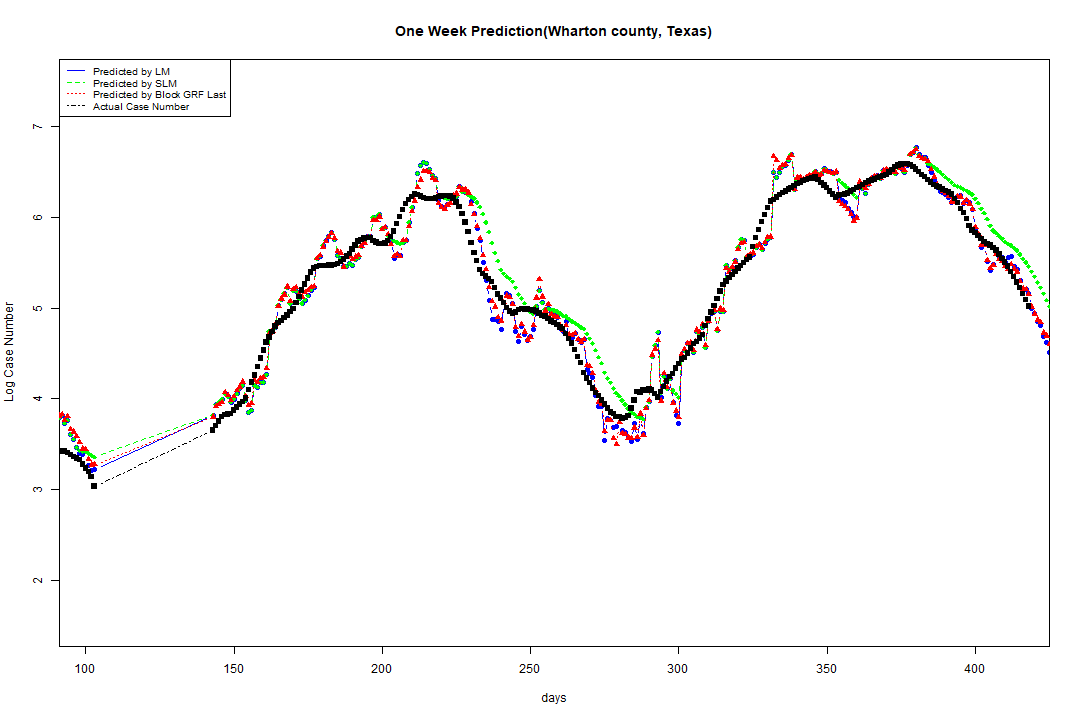 One Week Prediction(Wharton county, Texas)
Predicted by LM
Predicted by SLM
Predicted by Block GRF Last
Actual Case Number
7
6
5
4
3
2
Log Case Number
100 150 200 250 300 350 400
days